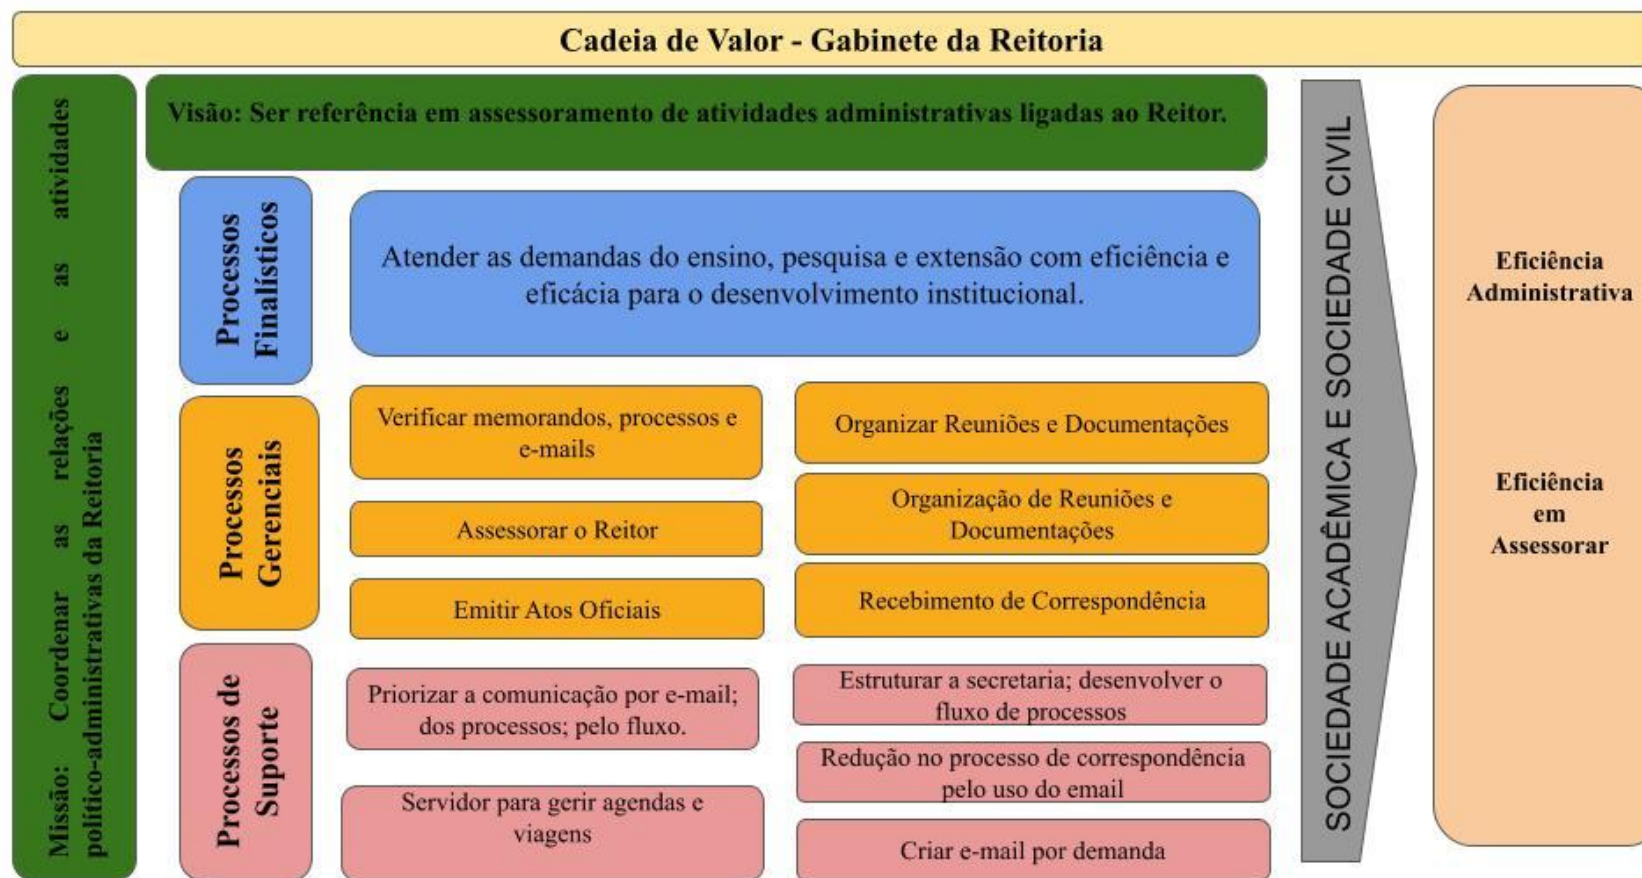 Cadeia de Valor - Gabinete da Reitoria
Missão: Coordenar as relações e as atividades
político-administrativas da Reitoria
Visão: Ser referência em assessoramento de atividades administrativas ligadas ao Reitor.
Processos
Finalísticos
Atender as demandas do ensino, pesquisa e extensão com eficiência e
eficácia para o desenvolvimento institucional.
Processos
Gerenciais
Verificar memorandos, processos e
e-mails
Assessorar o Reitor
Emitir Atos Oficiais
Organizar Reuniões e Documentações
Organização de Reuniões e
Documentações
Recebimento de Correspondência
Processos de
Suporte
Priorizar a comunicação por e-mail;
dos processos; pelo fluxo.
Servidor para gerir agendas e
viagens
Estruturar a secretaria; desenvolver o
fluxo de processos
Redução no processo de correspondência
pelo uso do email
Criar e-mail por demanda
SOCIEDADE ACADÊMICA E SOCIEDADE CIVIL
Eficiência
Administrativa
Eficiência
em
Assessorar